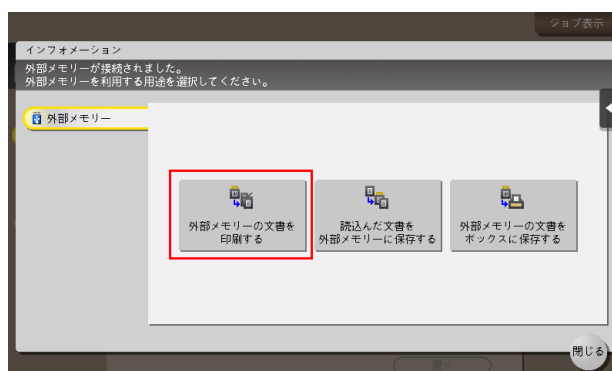 ジョブ表示
インフォメーション
外部メモリーが接続されました。
外部メモリーを利用する用途を選択してください。
外部メモリー
外部メモリーの文書を
印刷する
読込んだ文書を
外部メモリーに保存する
外部メモリーの文書を
ボックスに保存する
閉じる
開く